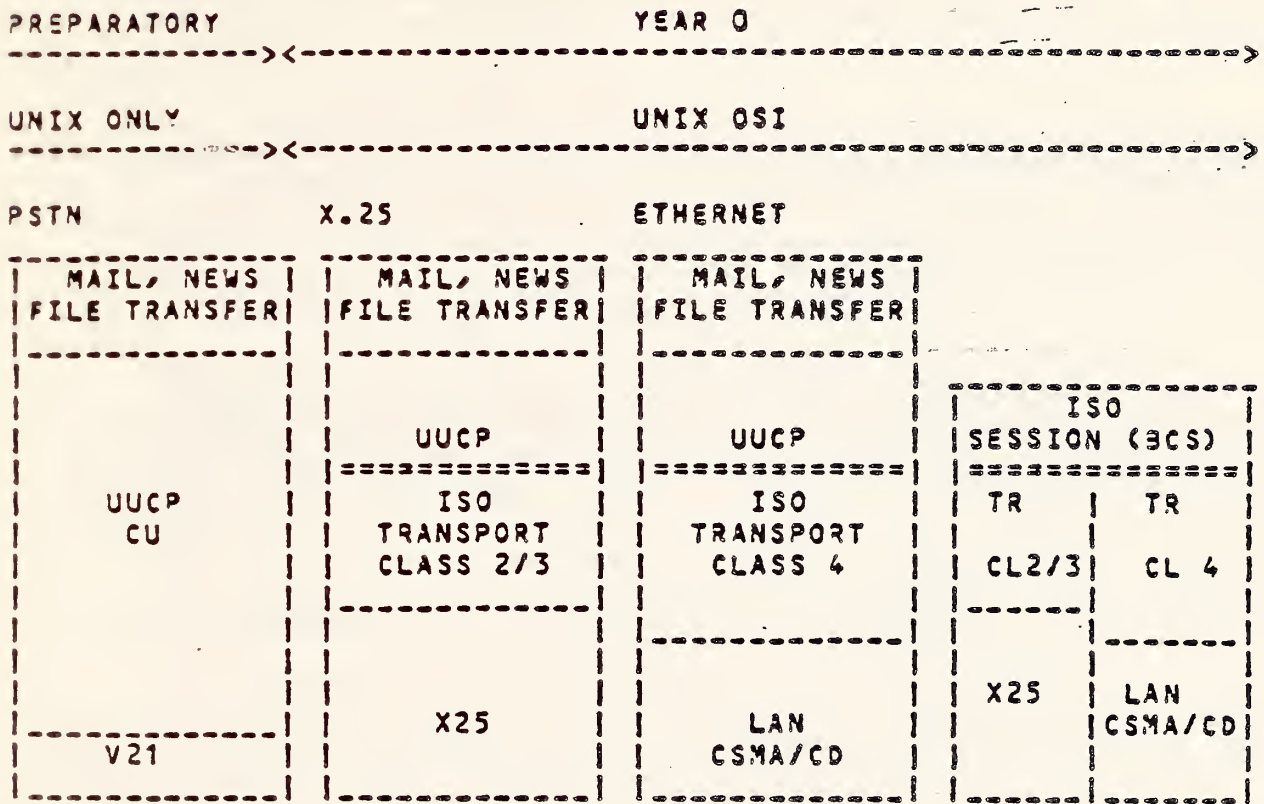 PREPARATORY YEAR 0
UNIX ONLY UNIX OSI
PSTN X.25 ETHERNET
MAIL, NEWS MAIL, NEWS MAIL, NEWS
FILE TRANSFER FILE TRANSFER FILE TRANSFER
ISO
UUCP UUCP SESSION (BCS)
UUCP ISO ISO TR TR
CU TRANSPORT TRANSPORT
CLASS 2/3 CLASS 4 CL2/3 CL 4
X25 LAN
X25 LAN CSMA/CD
V21 CSMA/CD